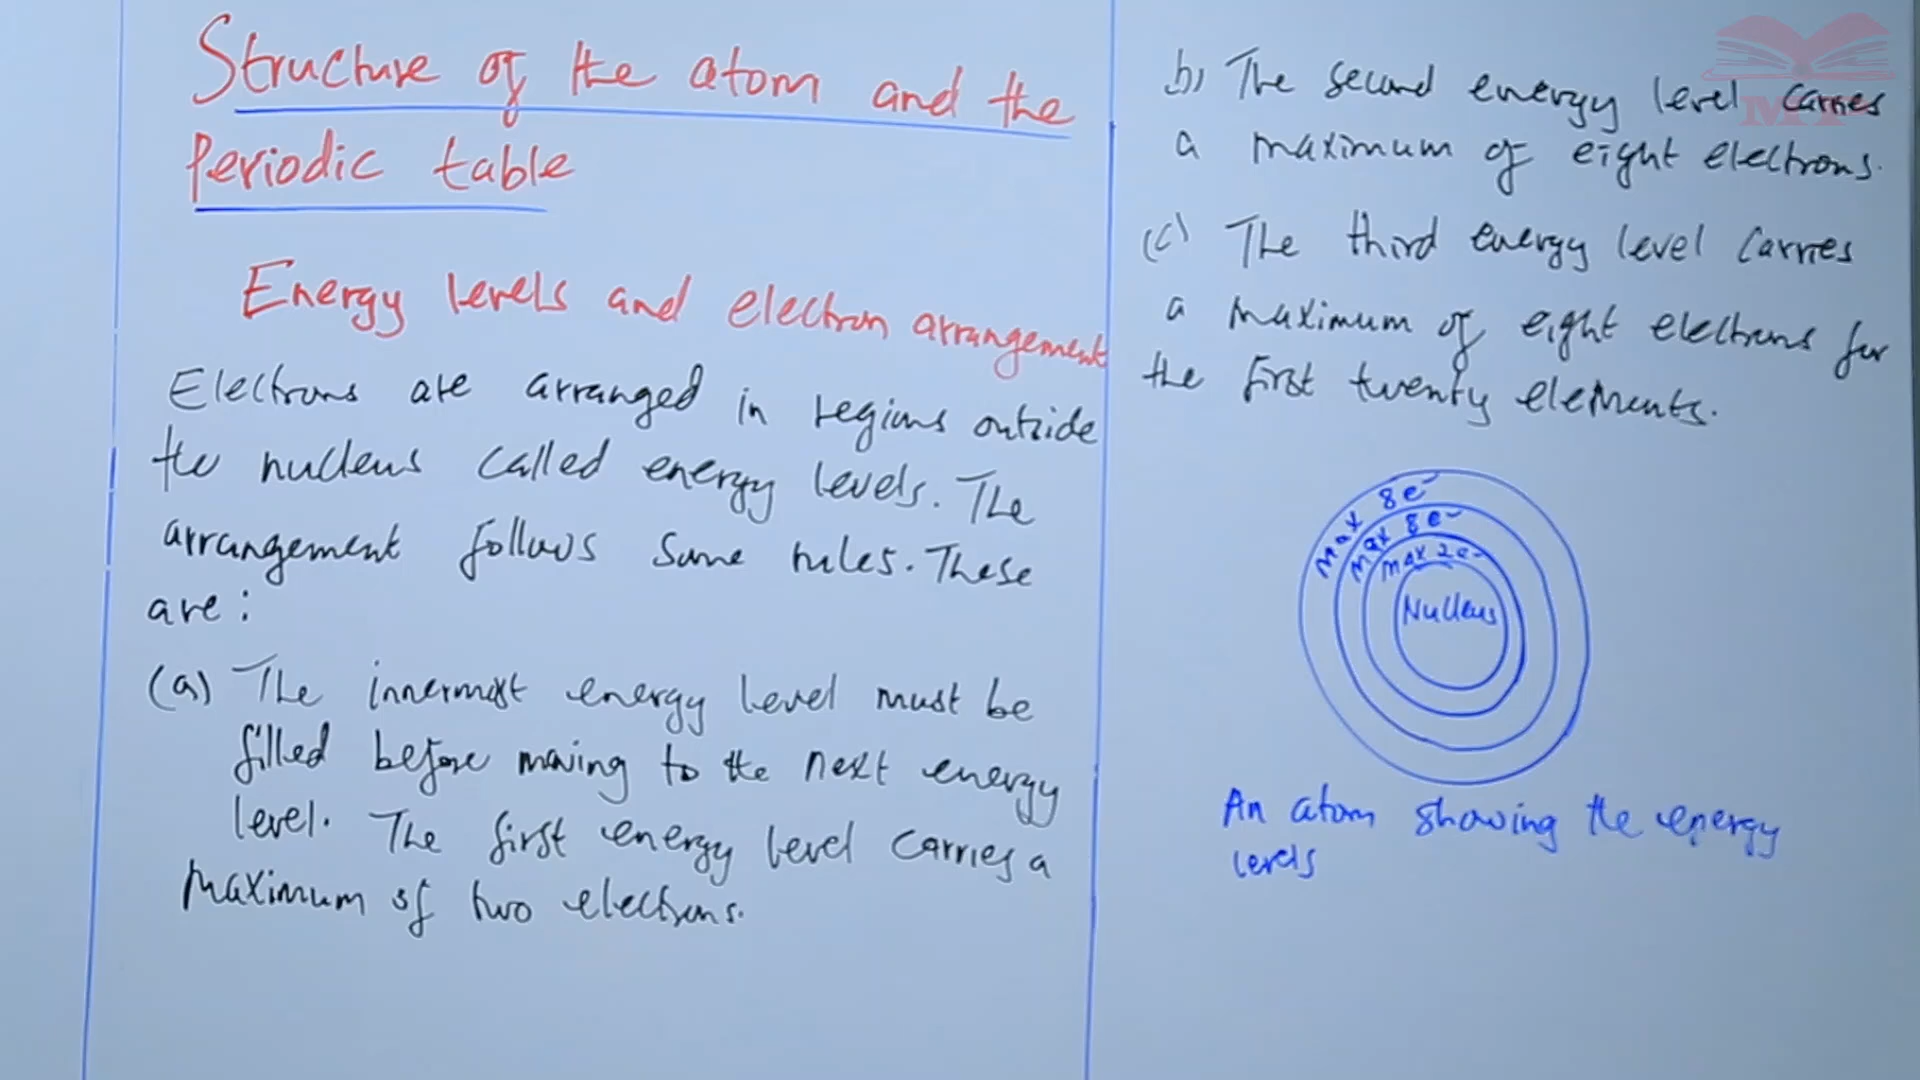 Structure of the atom and the
Periodic table
Energy levels and electron arrangement
Electrons are arranged in regions outside
the nucleus called energy levels. The
arrangement follows some rules. These
are:
(a) The innermost energy level must be
filled before moving to the next energy
level. The first energy level carries a
maximum of two electrons.
b) The second energy level carries
a maximum of eight electrons.
(c) The third energy level carries
a maximum of eight electrons for
the first twenty elements.
max 8e-
max 8e-
max 2e-
Nucleus
An atom showing the energy
levels